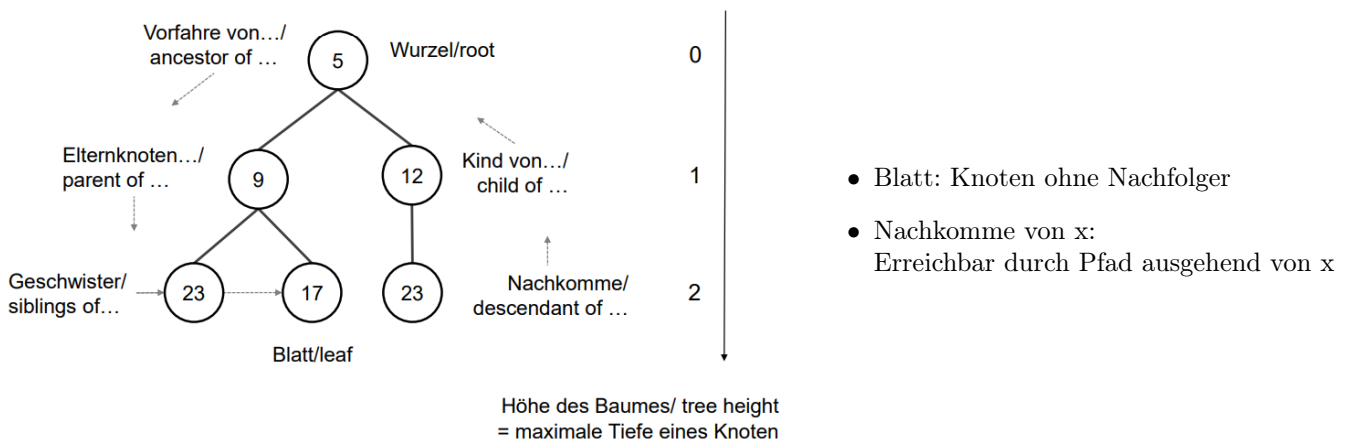 Vorfahre von…/
ancestor of …
5
Wurzel/root
0
Elternknoten…/
parent of …
9
12
Kind von…/
child of …
1
Geschwister/
siblings of…
23
17
23
Nachkomme/
descendant of …
2
Blatt/leaf
Höhe des Baumes/ tree height
= maximale Tiefe eines Knoten
• Blatt: Knoten ohne Nachfolger
• Nachkomme von x:
Erreichbar durch Pfad ausgehend von x